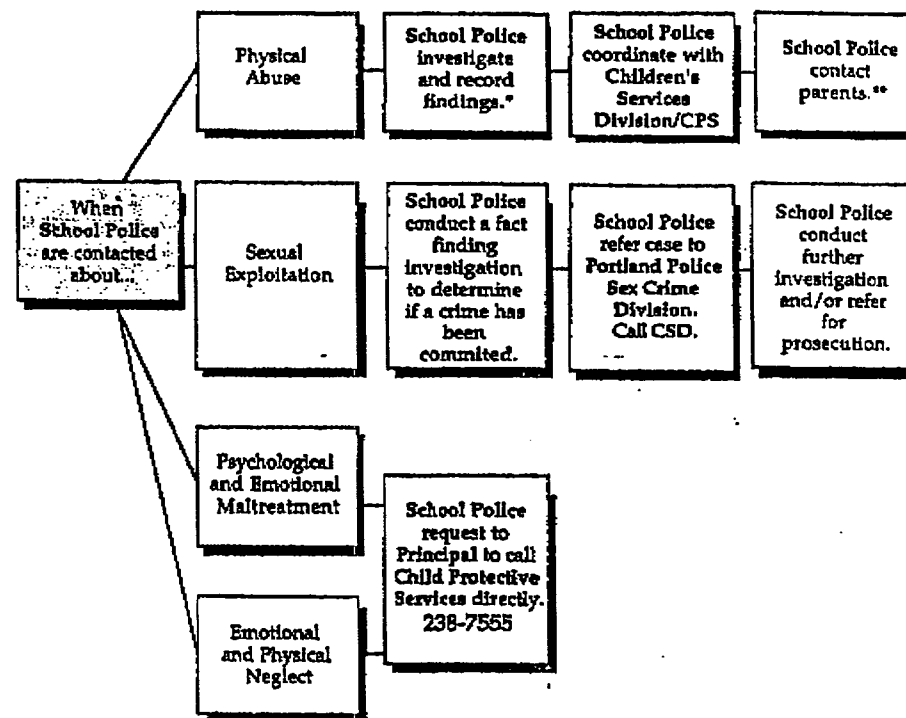 Physical
Abuse
School Police
investigate
and record
findings.*
School Police
coordinate with
Children's
Services
Division/CPS
School Police
contact
parents.**
When
School Police
are contacted
about...
Sexual
Exploitation
School Police
conduct a fact
finding
investigation
to determine
if a crime has
been
commited.
School Police
refer case to
Portland Police
Sex Crime
Division.
Call CSD.
School Police
conduct
further
investigation
and/or refer
for
prosecution.
Psychological
and Emotional
Maltreatment
School Police
request to
Principal to call
Child Protective
Services directly.
238-7555
Emotional
and Physical
Neglect